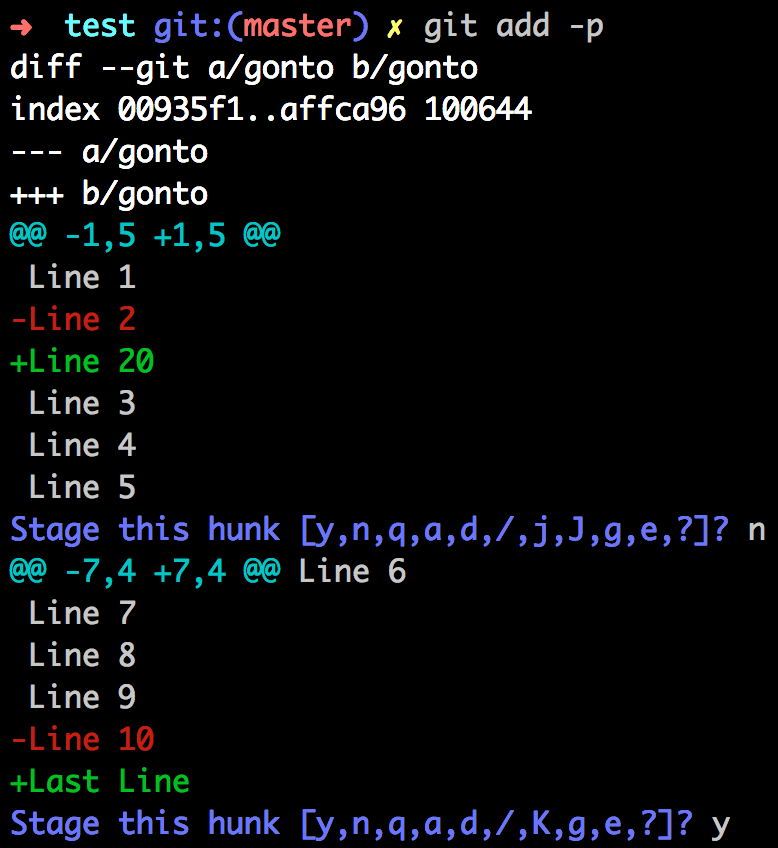 ➜  test git:(master) ✗ git add -p
diff --git a/gonto b/gonto
index 00935f1..affca96 100644
--- a/gonto
+++ b/gonto
@@ -1,5 +1,5 @@
 Line 1
-Line 2
+Line 20
 Line 3
 Line 4
 Line 5
Stage this hunk [y,n,q,a,d,/,j,J,g,e,?]? n
@@ -7,4 +7,4 @@ Line 6
 Line 7
 Line 8
 Line 9
-Line 10
+Last Line
Stage this hunk [y,n,q,a,d,/,K,g,e,?]? y